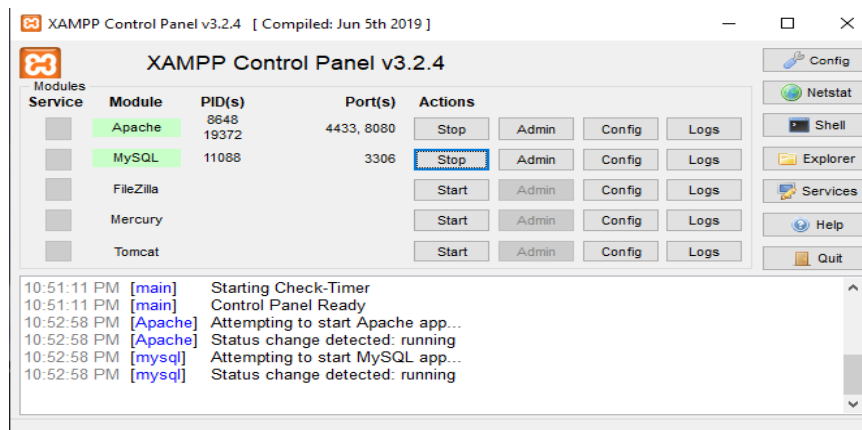 XAMPP Control Panel v3.2.4 [ Compiled: Jun 5th 2019 ]
XAMPP Control Panel v3.2.4
Config
Modules
Service Module PID(s) Port(s) Actions
Netstat
Apache 8648 19372 4433, 8080 Stop Admin Config Logs
Shell
MySQL 11088 3306 Stop Admin Config Logs
Explorer
FileZilla Start Admin Config Logs
Services
Mercury Start Admin Config Logs
Help
Tomcat Start Admin Config Logs
Quit
10:51:11 PM [main] Starting Check-Timer
10:51:11 PM [main] Control Panel Ready
10:52:58 PM [Apache] Attempting to start Apache app...
10:52:58 PM [Apache] Status change detected: running
10:52:58 PM [mysql] Attempting to start MySQL app...
10:52:58 PM [mysql] Status change detected: running